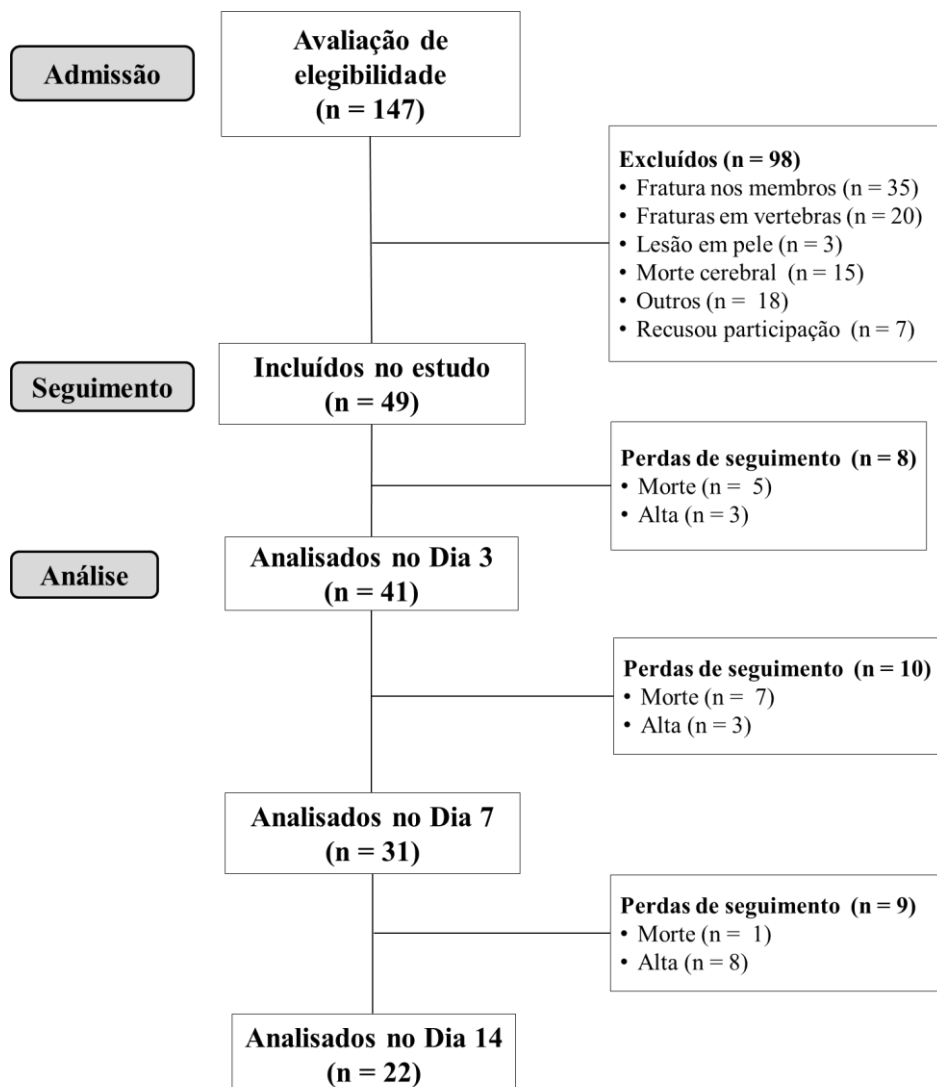 Admissão
Avaliação de
elegibilidade
(n = 147)
Excluídos (n = 98)
• Fratura nos membros (n = 35)
• Fraturas em vertebras (n = 20)
• Lesão em pele (n = 3)
• Morte cerebral (n = 15)
• Outros (n = 18)
• Recusou participação (n = 7)
Seguimento
Incluídos no estudo
(n = 49)
Perdas de seguimento (n = 8)
• Morte (n = 5)
• Alta (n = 3)
Análise
Analisados no Dia 3
(n = 41)
Perdas de seguimento (n = 10)
• Morte (n = 7)
• Alta (n = 3)
Analisados no Dia 7
(n = 31)
Perdas de seguimento (n = 9)
• Morte (n = 1)
• Alta (n = 8)
Analisados no Dia 14
(n = 22)